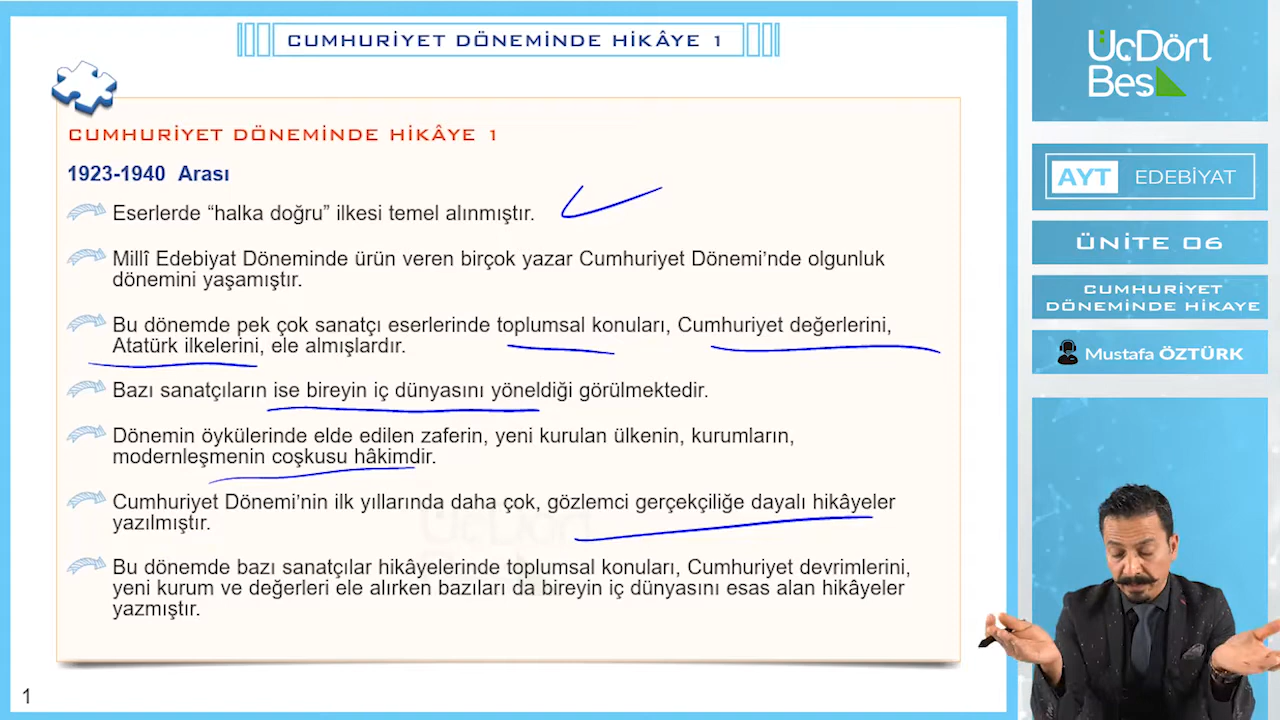 CUMHURİYET DÖNEMİNDE HİKÂYE 1
CUMHURİYET DÖNEMİNDE HİKÂYE 1
1923-1940 Arası
Eserlerde “halka doğru” ilkesi temel alınmıştır.
Millî Edebiyat Döneminde ürün veren birçok yazar Cumhuriyet Dönemi’nde olgunluk
dönemini yaşamıştır.
Bu dönemde pek çok sanatçı eserlerinde toplumsal konuları, Cumhuriyet değerlerini,
Atatürk ilkelerini, ele almışlardır.
Bazı sanatçıların ise bireyin iç dünyasını yöneldiği görülmektedir.
Dönemin öykülerinde elde edilen zaferin, yeni kurulan ülkenin, kurumların,
modernleşmenin coşkusu hâkimdir.
Cumhuriyet Dönemi’nin ilk yıllarında daha çok, gözlemci gerçekçiliğe dayalı hikâyeler
yazılmıştır.
Bu dönemde bazı sanatçılar hikâyelerinde toplumsal konuları, Cumhuriyet devrimlerini,
yeni kurum ve değerleri ele alırken bazıları da bireyin iç dünyasını esas alan hikâyeler
yazmıştır.
1
ÜçDört
Beş
AYT EDEBİYAT
ÜNİTE 06
CUMHURİYET
DÖNEMİNDE HİKAYE
Mustafa ÖZTÜRK